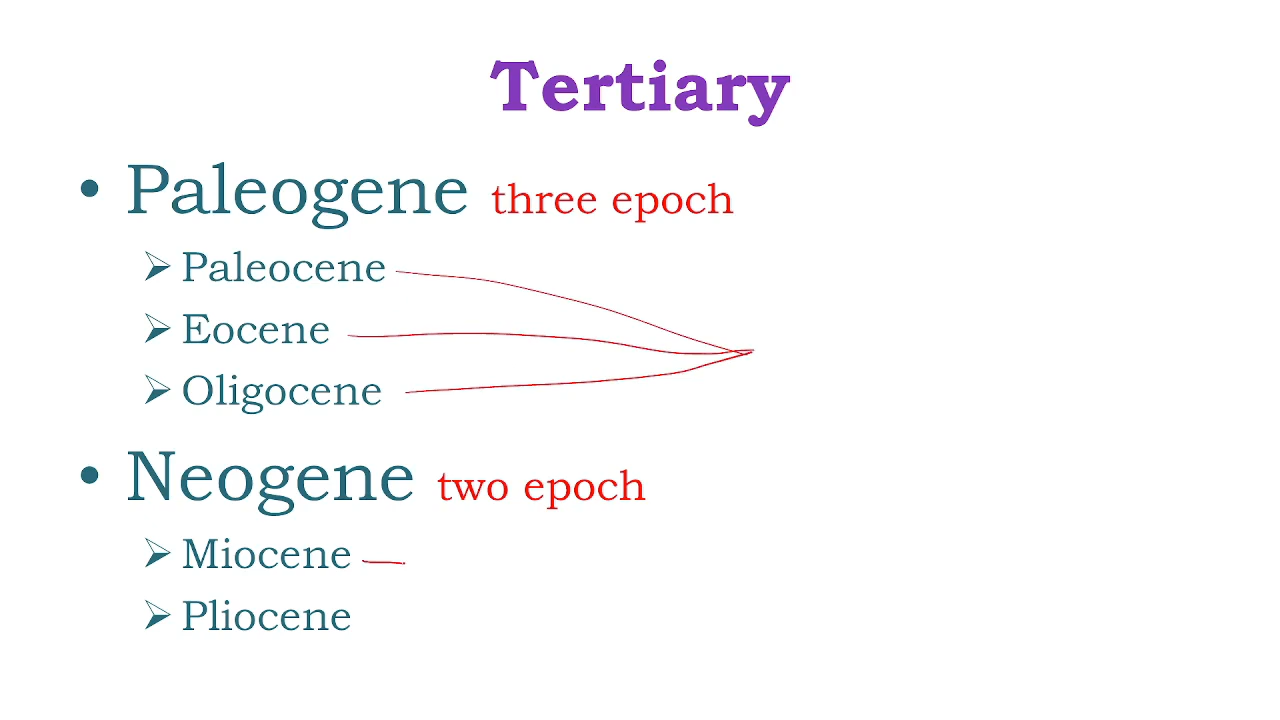 Tertiary
• Paleogene three epoch
➢ Paleocene
➢ Eocene
➢ Oligocene
• Neogene two epoch
➢ Miocene
➢ Pliocene